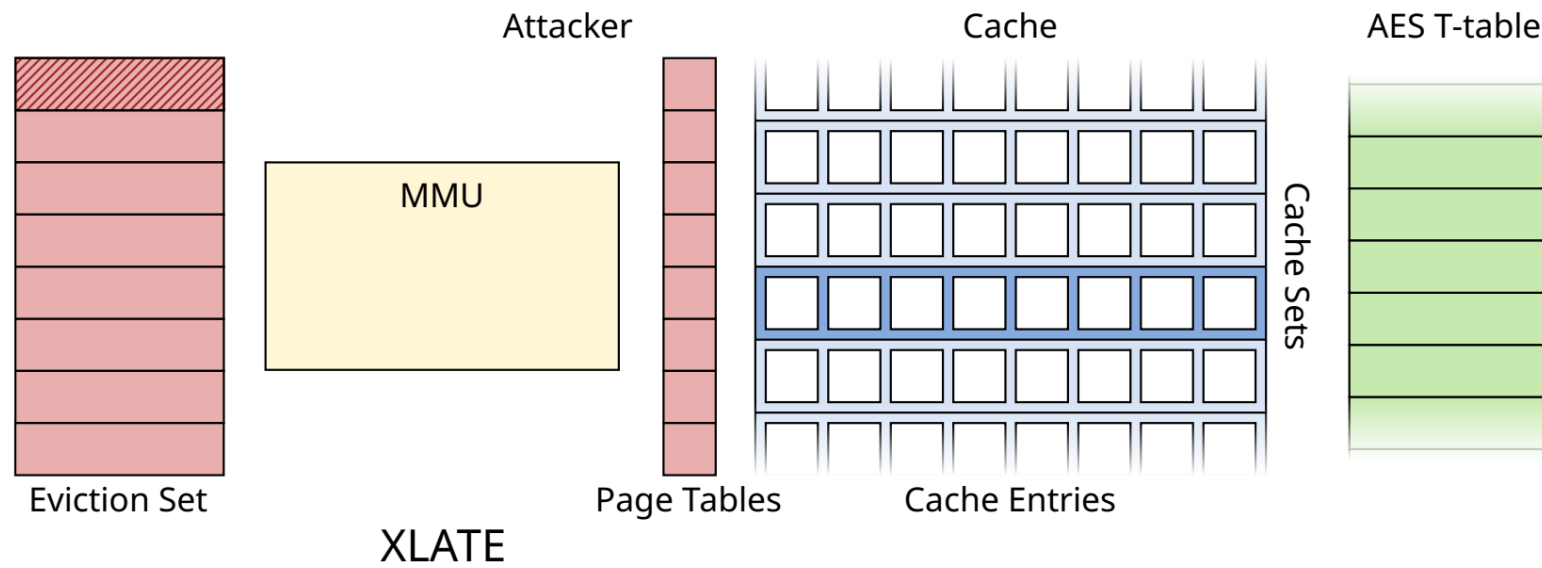 Attacker
Cache
AES T-table
MMU
Cache Sets
Eviction Set
Page Tables
Cache Entries
XLATE